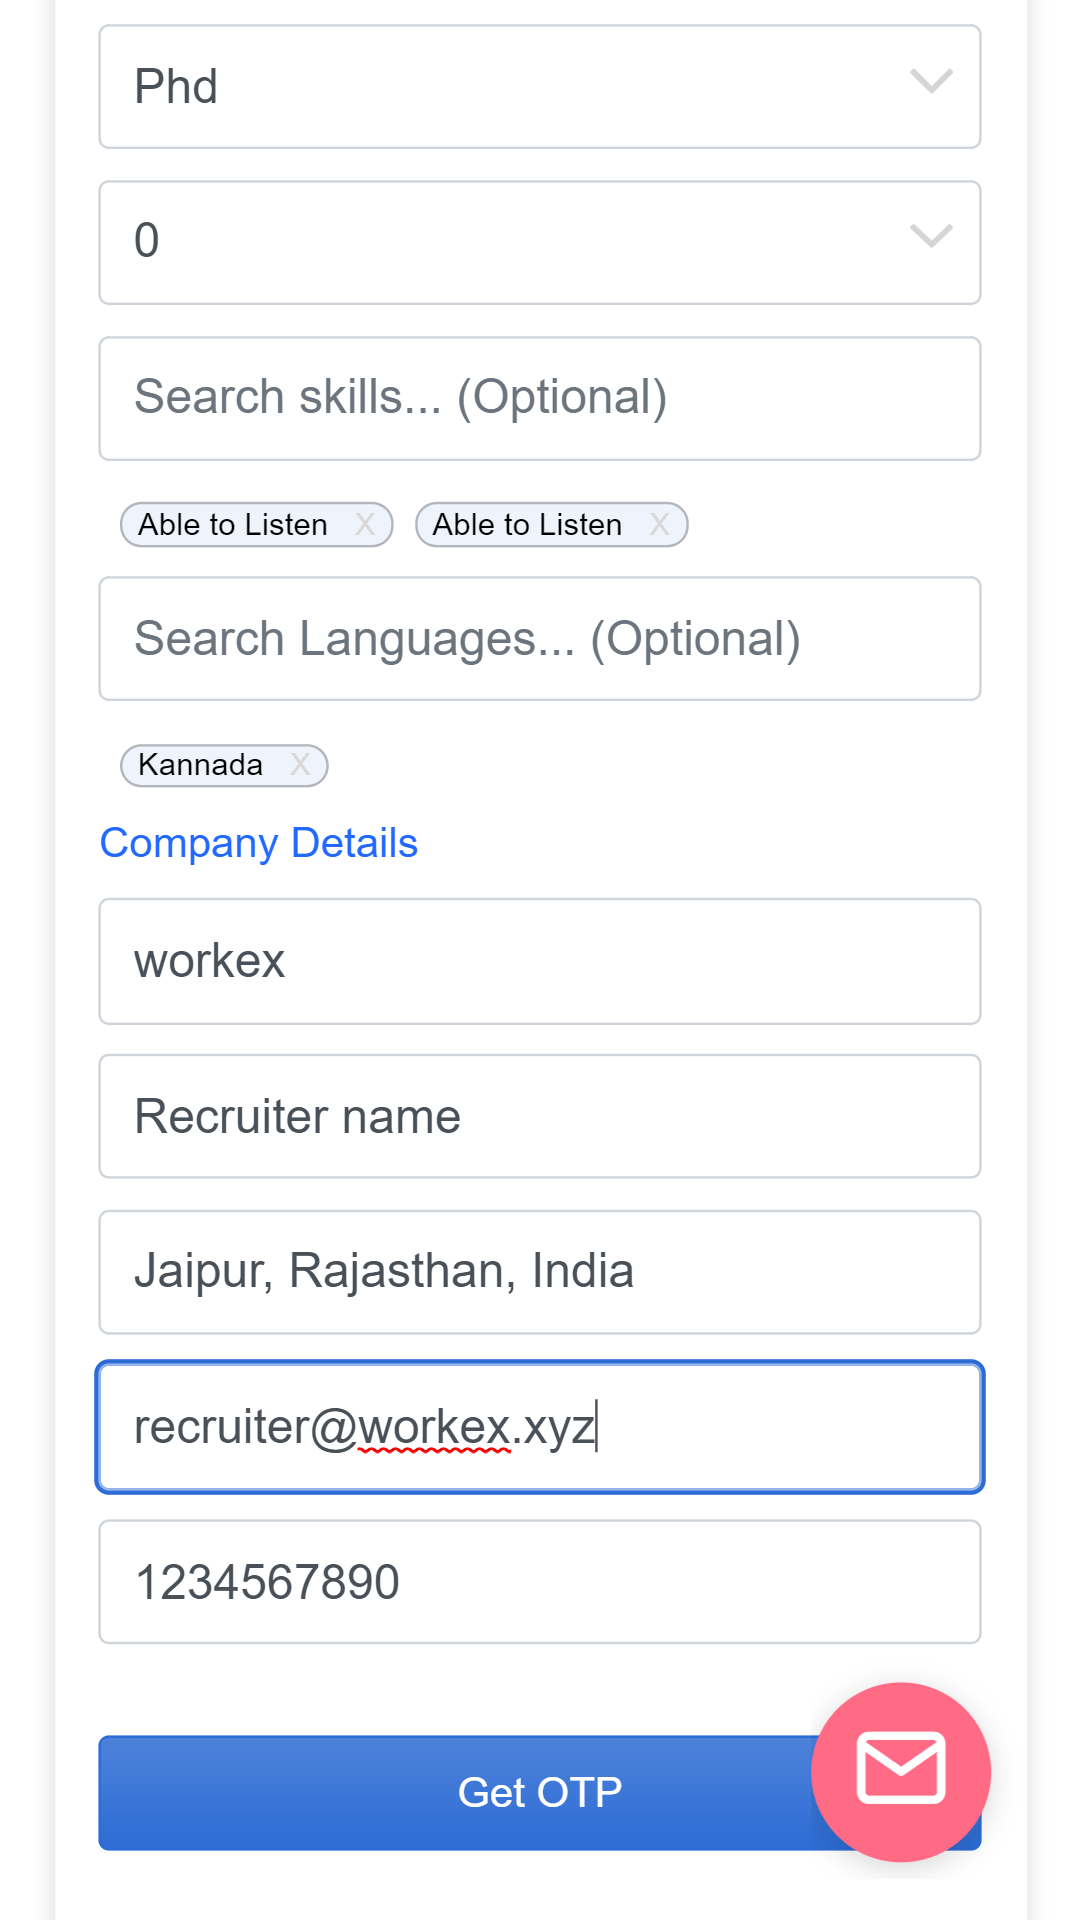 Phd
0
Search skills... (Optional)
Able to Listen X Able to Listen X
Search Languages... (Optional)
Kannada X
Company Details
workex
Recruiter name
Jaipur, Rajasthan, India
recruiter@workex.xyz
1234567890
Get OTP